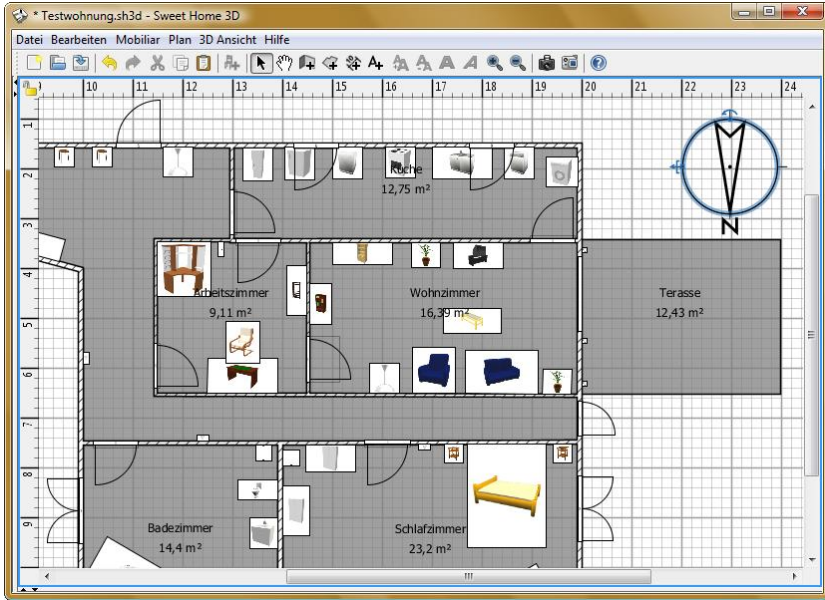 * Testwohnung.sh3d - Sweet Home 3D
Datei Bearbeiten Mobiliar Plan 3D Ansicht Hilfe
10 11 12 13 14 15 16 17 18 19 20 21 22 23 24
1
2
3
4
5
6
7
8
9
Küche
12,75 m²
N
Arbeitszimmer
9,11 m²
Wohnzimmer
16,39 m²
Terasse
12,43 m²
Badezimmer
14,4 m²
Schlafzimmer
23,2 m²